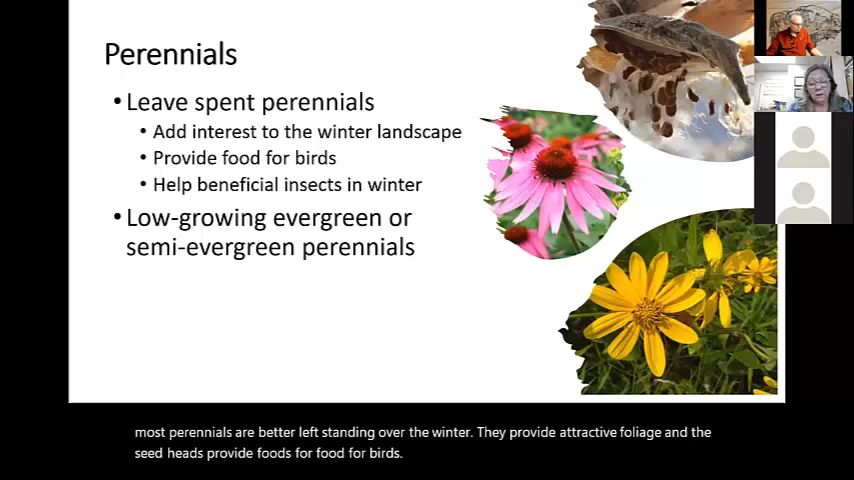 Perennials
• Leave spent perennials
• Add interest to the winter landscape
• Provide food for birds
• Help beneficial insects in winter
• Low-growing evergreen or
semi-evergreen perennials
most perennials are better left standing over the winter. They provide attractive foliage and the
seed heads provide foods for food for birds.